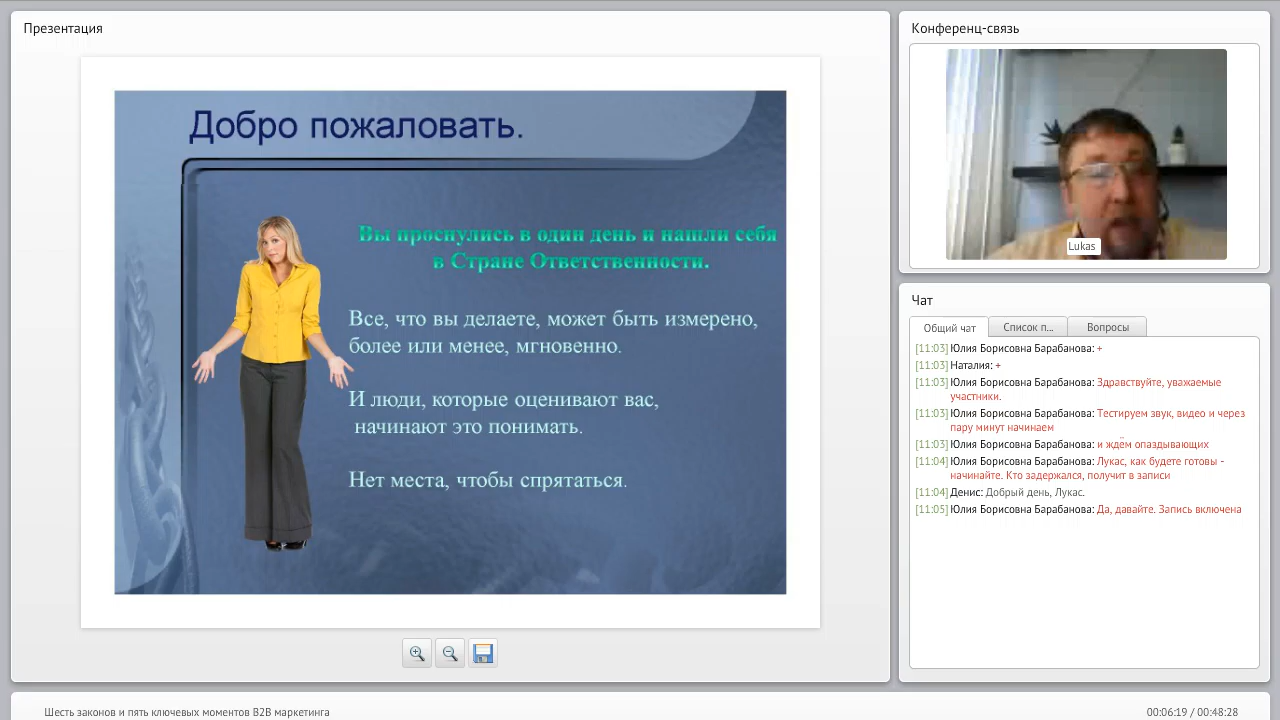 Презентация
Добро пожаловать.
Вы проснулись в один день и нашли себя
в Стране Ответственности.
Все, что вы делаете, может быть измерено,
более или менее, мгновенно.
И люди, которые оценивают вас,
начинают это понимать.
Нет места, чтобы спрятаться.
Конференц-связь
Lukas
Чат
Общий чат
Список п...
Вопросы
[11:03] Юлия Борисовна Барабанова: +
[11:03] Наталия: +
[11:03] Юлия Борисовна Барабанова: Здравствуйте, уважаемые
участники.
[11:03] Юлия Борисовна Барабанова: Тестируем звук, видео и через
пару минут начинаем
[11:03] Юлия Борисовна Барабанова: и ждём опаздывающих
[11:04] Юлия Борисовна Барабанова: Лукас, как будете готовы -
начинайте. Кто задержался, получит в записи
[11:04] Денис: Добрый день, Лукас.
[11:05] Юлия Борисовна Барабанова: Да, давайте. Запись включена
Шесть законов и пять ключевых моментов B2B маркетинга
00:06:19 / 00:48:28